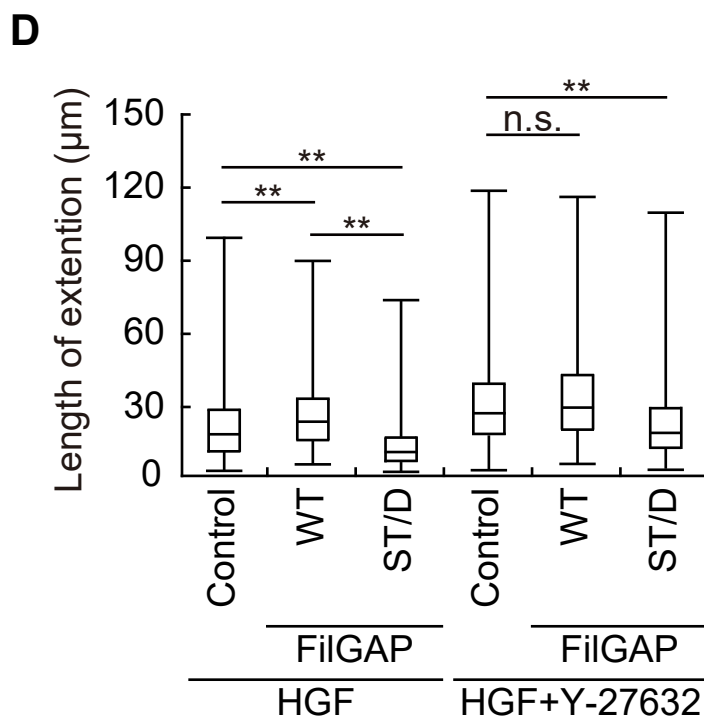 D
Length of extention (µm)
150
120
90
60
30
0
**
**
**
**
n.s.
Control
WT
ST/D
Control
WT
ST/D
FilGAP
FilGAP
HGF
HGF+Y-27632